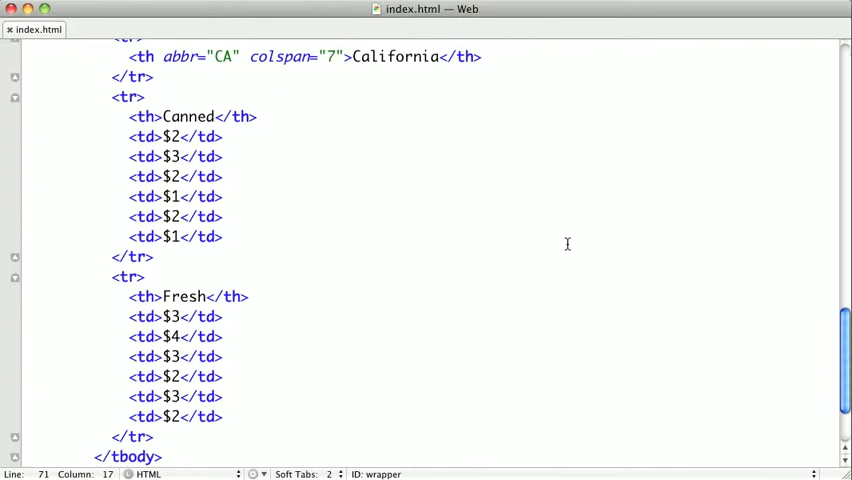 index.html — Web
index.html
<tr>
<th abbr="CA" colspan="7">California</th>
</tr>
<tr>
<th>Canned</th>
<td>$2</td>
<td>$3</td>
<td>$2</td>
<td>$1</td>
<td>$2</td>
<td>$1</td>
</tr>
<tr>
<th>Fresh</th>
<td>$3</td>
<td>$4</td>
<td>$3</td>
<td>$2</td>
<td>$3</td>
<td>$2</td>
</tr>
</tbody>
Line: 71 Column: 17 HTML Soft Tabs: 2 ID: wrapper